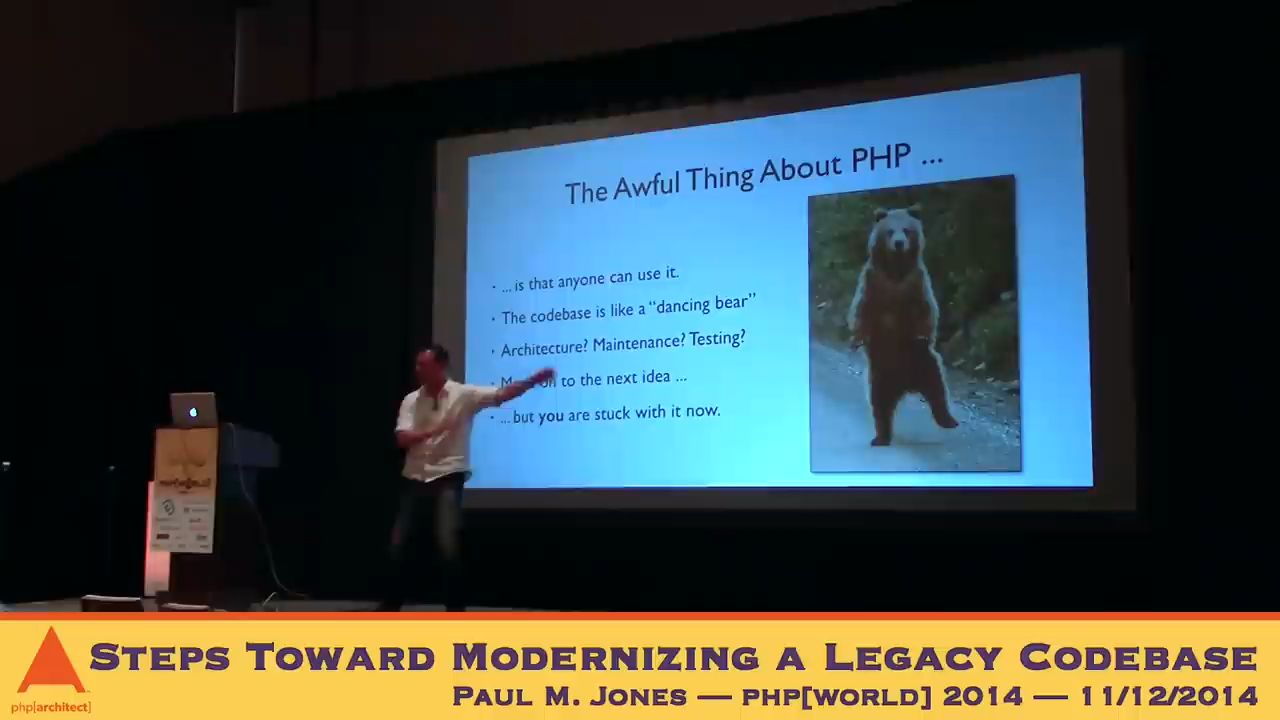 The Awful Thing About PHP ...
• ... is that anyone can use it.
• The codebase is like a “dancing bear”
• Architecture? Maintenance? Testing?
• on to the next idea ...
• ... but you are stuck with it now.
STEPS TOWARD MODERNIZING A LEGACY CODEBASE
PAUL M. JONES — PHP[WORLD] 2014 — 11/12/2014
php[architect]